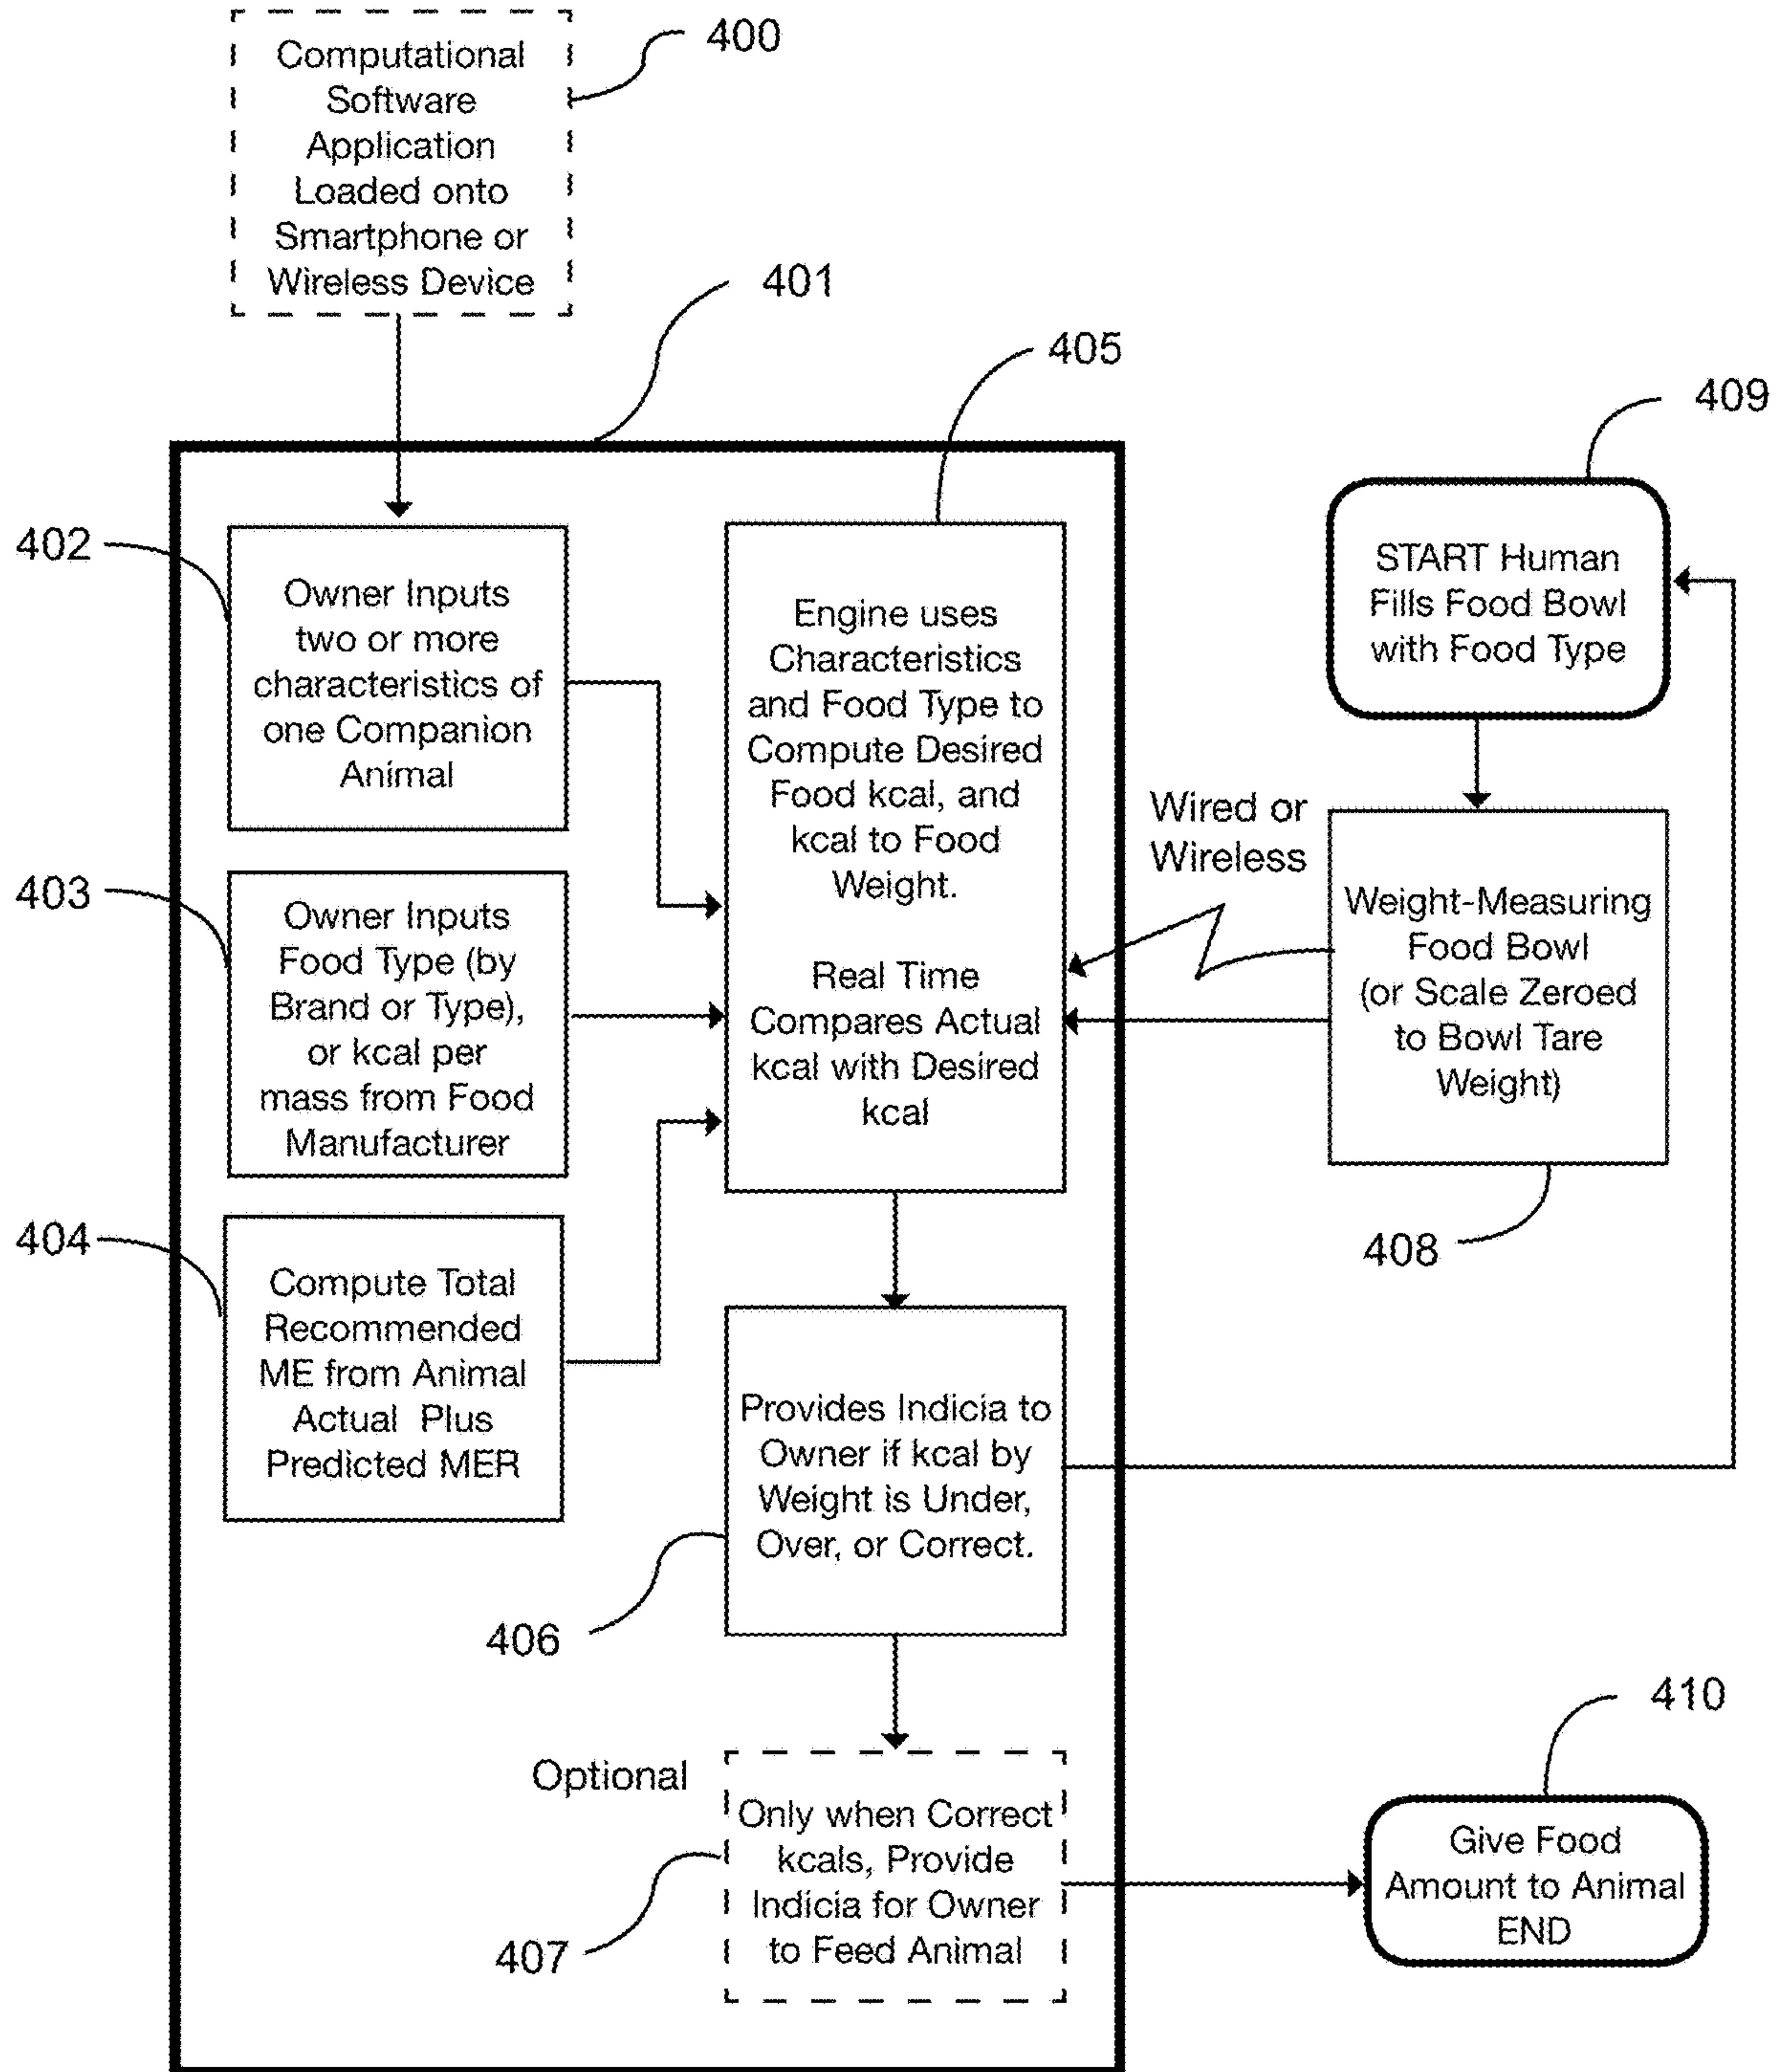 Computational
Software
Application
Loaded onto
Smartphone or
Wireless Device
400
401
405
409
402
Owner Inputs
two or more
characteristics of
one Companion
Animal
403
Owner Inputs
Food Type (by
Brand or Type),
or kcal per
mass from Food
Manufacturer
404
Compute Total
Recommended
ME from Animal
Actual Plus
Predicted MER
Engine uses
Characteristics
and Food Type to
Compute Desired
Food kcal, and
kcal to Food
Weight.
Real Time
Compares Actual
kcal with Desired
kcal
START Human
Fills Food Bowl
with Food Type
Wired or
Wireless
Weight-Measuring
Food Bowl
(or Scale Zeroed
to Bowl Tare
Weight)
408
Provides Indicia to
Owner if kcal by
Weight is Under,
Over, or Correct.
406
Optional
Only when Correct
kcals, Provide
Indicia for Owner
to Feed Animal
407
410
Give Food
Amount to Animal
END